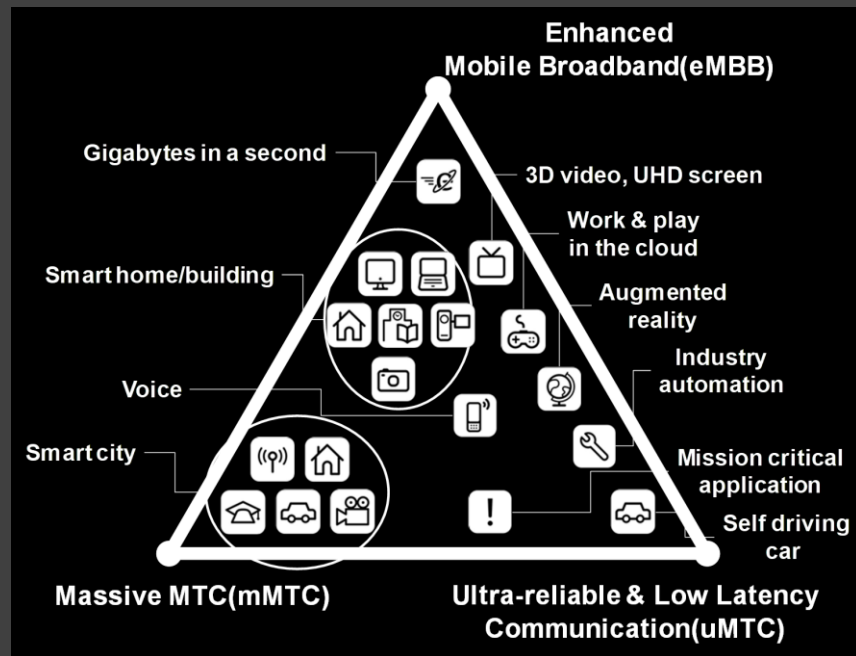 Enhanced
Mobile Broadband(eMBB)
Gigabytes in a second
3D video, UHD screen
Work & play
in the cloud
Smart home/building
Augmented
reality
Industry
automation
Voice
Smart city
Mission critical
application
Self driving
car
Massive MTC(mMTC)
Ultra-reliable & Low Latency
Communication(uMTC)